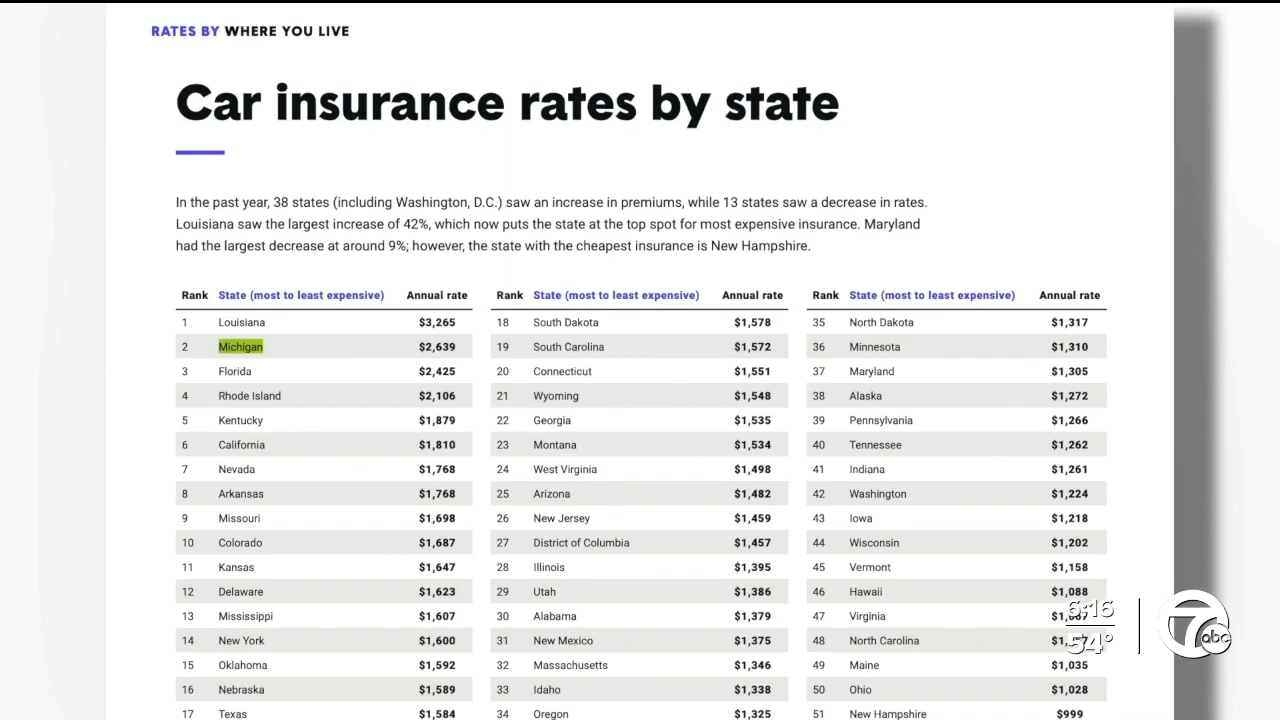 RATES BY WHERE YOU LIVE
Car insurance rates by state
In the past year, 38 states (including Washington, D.C.) saw an increase in premiums, while 13 states saw a decrease in rates.
Louisiana saw the largest increase of 42%, which now puts the state at the top spot for most expensive insurance. Maryland
had the largest decrease at around 9%; however, the state with the cheapest insurance is New Hampshire.
Rank State (most to least expensive) Annual rate
1 Louisiana $3,265
2 Michigan $2,639
3 Florida $2,425
4 Rhode Island $2,106
5 Kentucky $1,879
6 California $1,810
7 Nevada $1,768
8 Arkansas $1,768
9 Missouri $1,698
10 Colorado $1,687
11 Kansas $1,647
12 Delaware $1,623
13 Mississippi $1,607
14 New York $1,600
15 Oklahoma $1,592
16 Nebraska $1,589
17 Texas $1,584
Rank State (most to least expensive) Annual rate
18 South Dakota $1,578
19 South Carolina $1,572
20 Connecticut $1,551
21 Wyoming $1,548
22 Georgia $1,535
23 Montana $1,534
24 West Virginia $1,498
25 Arizona $1,482
26 New Jersey $1,459
27 District of Columbia $1,457
28 Illinois $1,395
29 Utah $1,386
30 Alabama $1,379
31 New Mexico $1,375
32 Massachusetts $1,346
33 Idaho $1,338
34 Oregon $1,325
Rank State (most to least expensive) Annual rate
35 North Dakota $1,317
36 Minnesota $1,310
37 Maryland $1,305
38 Alaska $1,272
39 Pennsylvania $1,266
40 Tennessee $1,262
41 Indiana $1,261
42 Washington $1,224
43 Iowa $1,218
44 Wisconsin $1,202
45 Vermont $1,158
46 Hawaii $1,088
47 Virginia
48 North Carolina
49 Maine $1,035
50 Ohio $1,028
51 New Hampshire $999
6:16
54°
7 abc